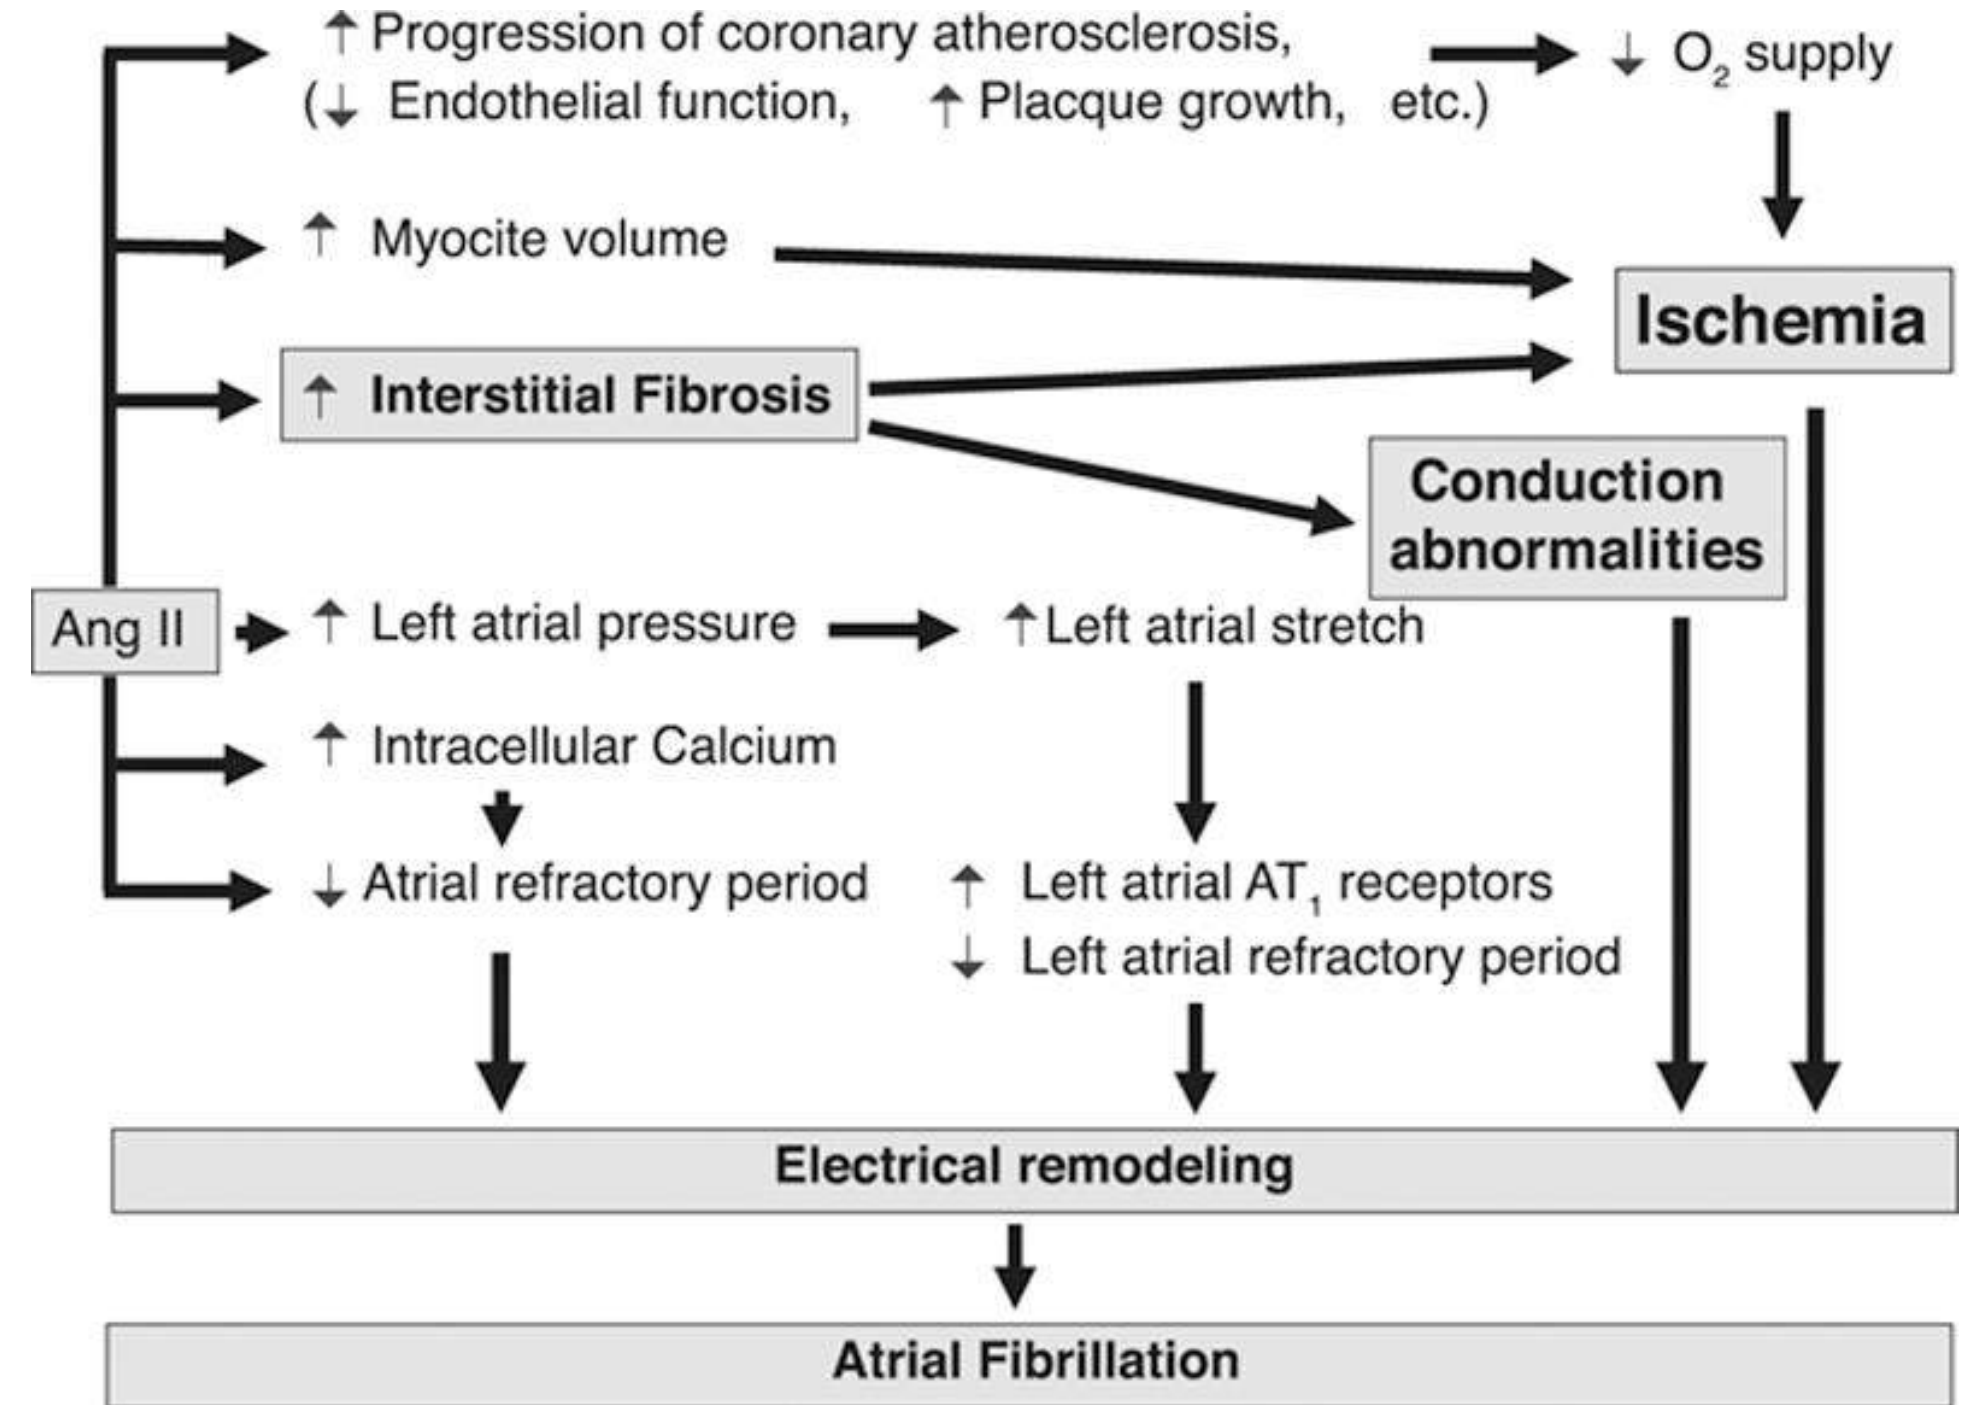 ↑ Progression of coronary atherosclerosis,
(↓ Endothelial function, ↑ Placque growth, etc.)
↓ O₂ supply
↑ Myocite volume
Ischemia
↑ Interstitial Fibrosis
Conduction
abnormalities
Ang II
↑ Left atrial pressure
↑ Left atrial stretch
↑ Intracellular Calcium
↓ Atrial refractory period
↑ Left atrial AT₁ receptors
↓ Left atrial refractory period
Electrical remodeling
Atrial Fibrillation